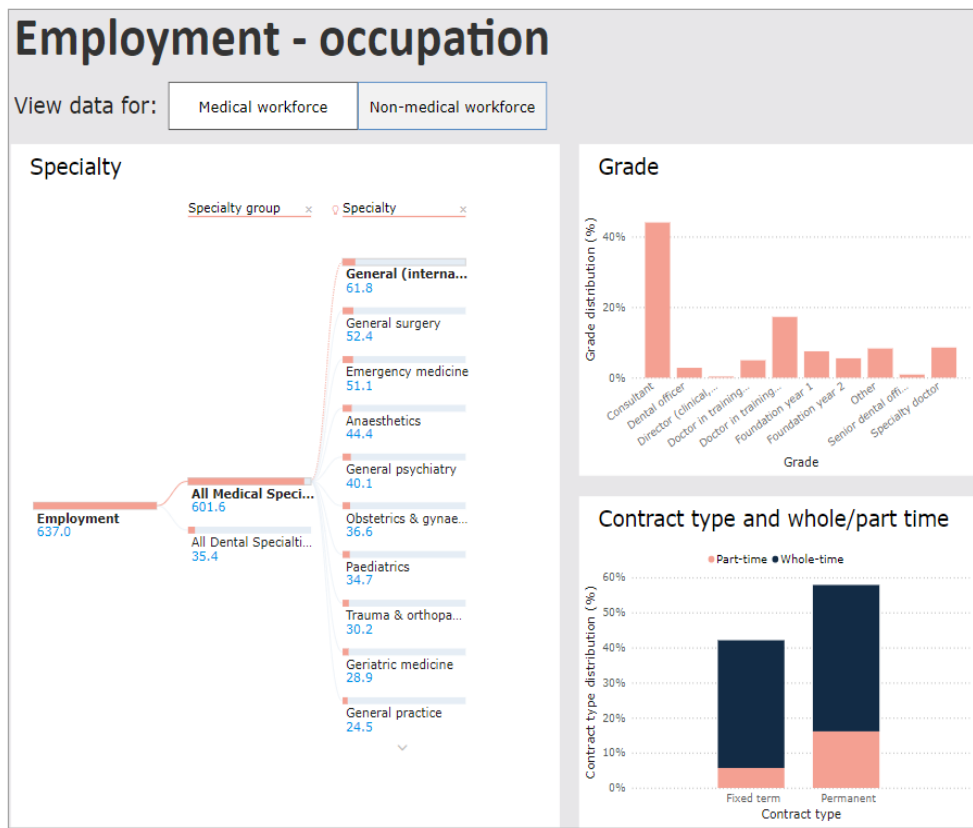 Employment - occupation
View data for:
Medical workforce
Non-medical workforce
Specialty
Specialty group ×
Specialty ×
General (interna...
61.8
General surgery
52.4
Emergency medicine
51.1
Anaesthetics
44.4
General psychiatry
40.1
Obstetrics & gynae...
36.6
Paediatrics
34.7
Trauma & orthopa...
30.2
Geriatric medicine
28.9
General practice
24.5
All Medical Speci...
601.6
Employment
637.0
All Dental Specialti...
35.4
Grade
Grade distribution (%)
40%
20%
0%
Consultant
Dental officer
Director (clinical,...
Doctor in training...
Doctor in training...
Foundation year 1
Foundation year 2
Other
Senior dental offi...
Specialty doctor
Grade
Contract type and whole/part time
Part-time
Whole-time
Contract type distribution (%)
60%
50%
40%
30%
20%
10%
0%
Fixed term
Permanent
Contract type